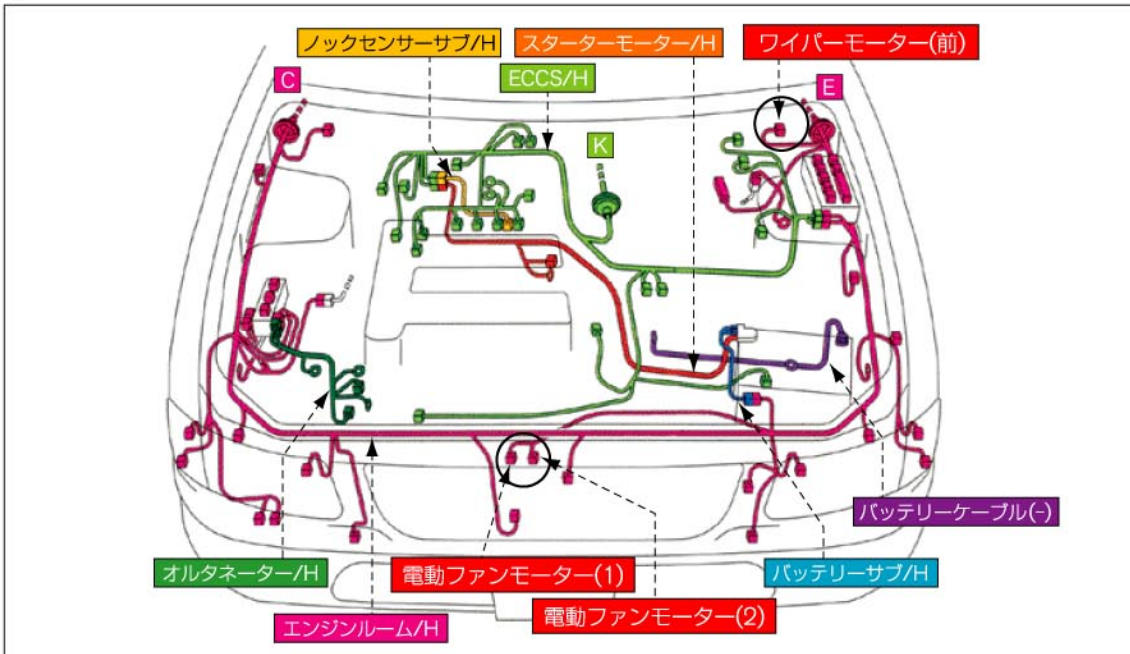 ノックセンサーサブ/H
スターターモーター/H
ワイパーモーター(前)
C
ECCS/H
E
K
バッテリーケーブル(-)
オルタネーター/H
電動ファンモーター(1)
バッテリーサブ/H
エンジンルーム/H
電動ファンモーター(2)